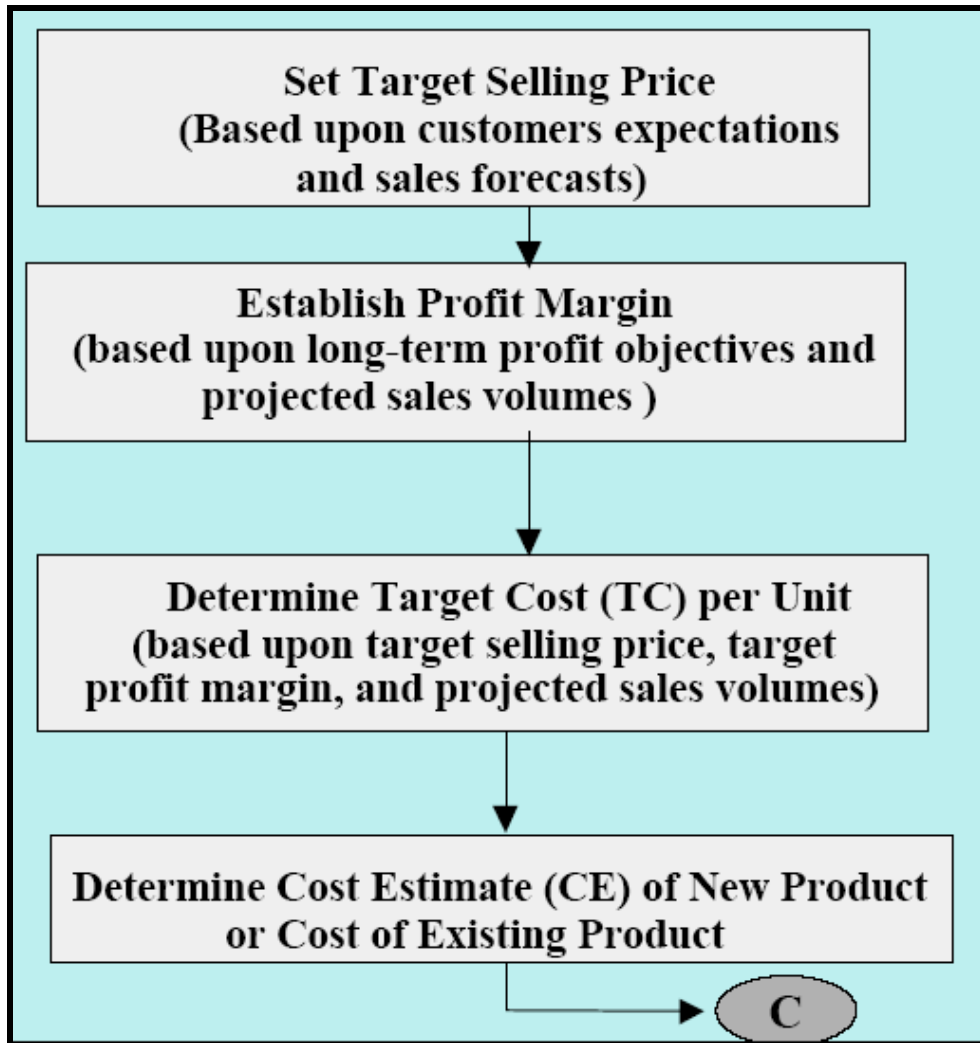 Set Target Selling Price
(Based upon customers expectations
and sales forecasts)
Establish Profit Margin
(based upon long-term profit objectives and
projected sales volumes )
Determine Target Cost (TC) per Unit
(based upon target selling price, target
profit margin, and projected sales volumes)
Determine Cost Estimate (CE) of New Product
or Cost of Existing Product
C